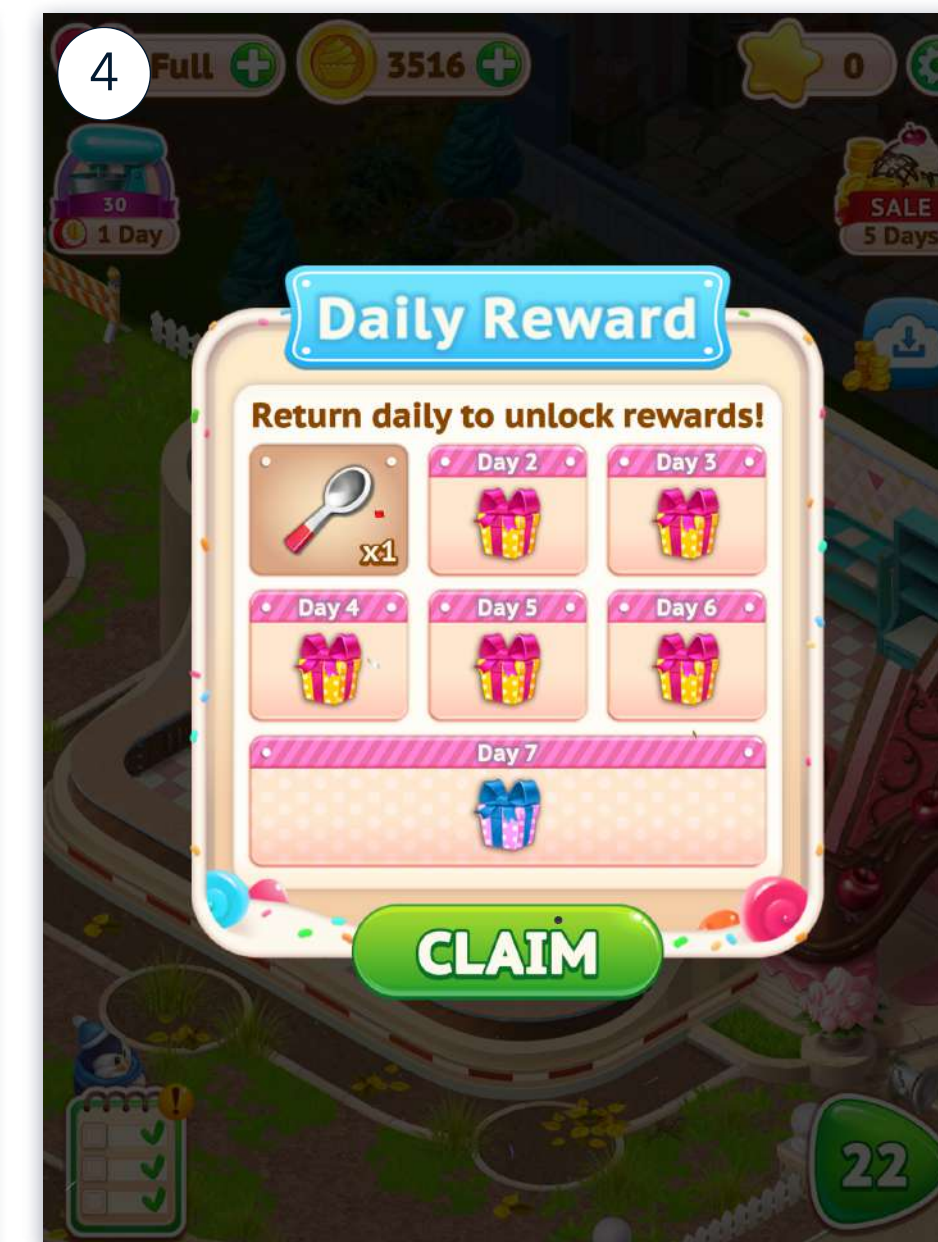 4
Full
3516
0
30
1 Day
SALE
5 Days
Daily Reward
Return daily to unlock rewards!
x1
Day 2
Day 3
Day 4
Day 5
Day 6
Day 7
CLAIM
!
22